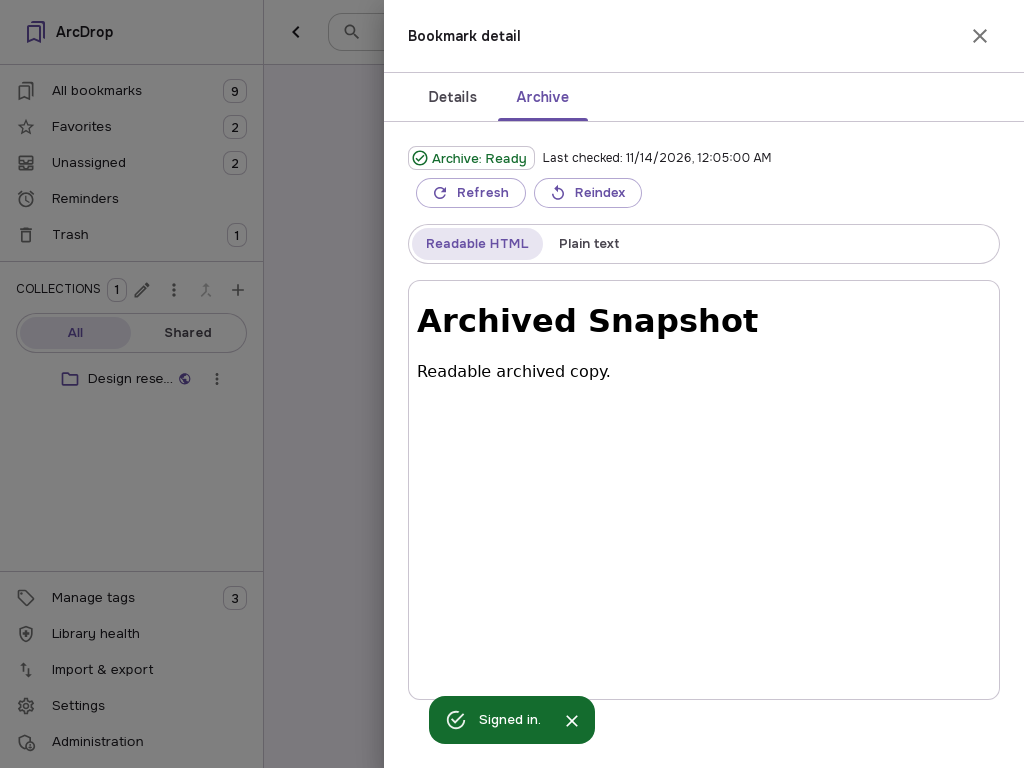 ArcDrop
All bookmarks 9
Favorites 2
Unassigned 2
Reminders
Trash 1
COLLECTIONS 1
All Shared
Design rese...
Manage tags 3
Library health
Import & export
Settings
Administration
Bookmark detail
Details Archive
Archive: Ready Last checked: 11/14/2026, 12:05:00 AM
Refresh Reindex
Readable HTML Plain text
Archived Snapshot
Readable archived copy.
Signed in.